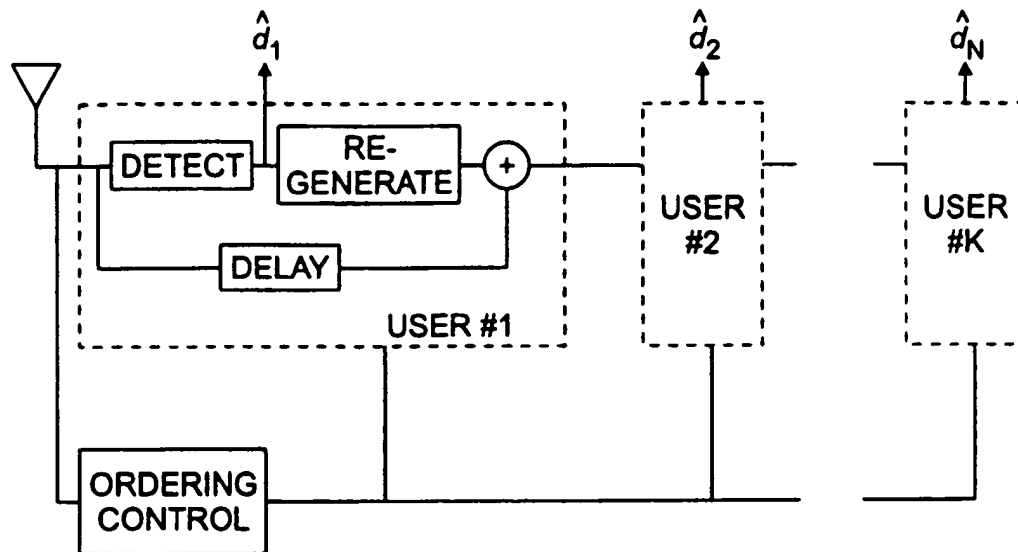 d̂1
d̂2
d̂N
DETECT
RE-
GENERATE
+
DELAY
USER #1
USER
#2
USER
#K
ORDERING
CONTROL